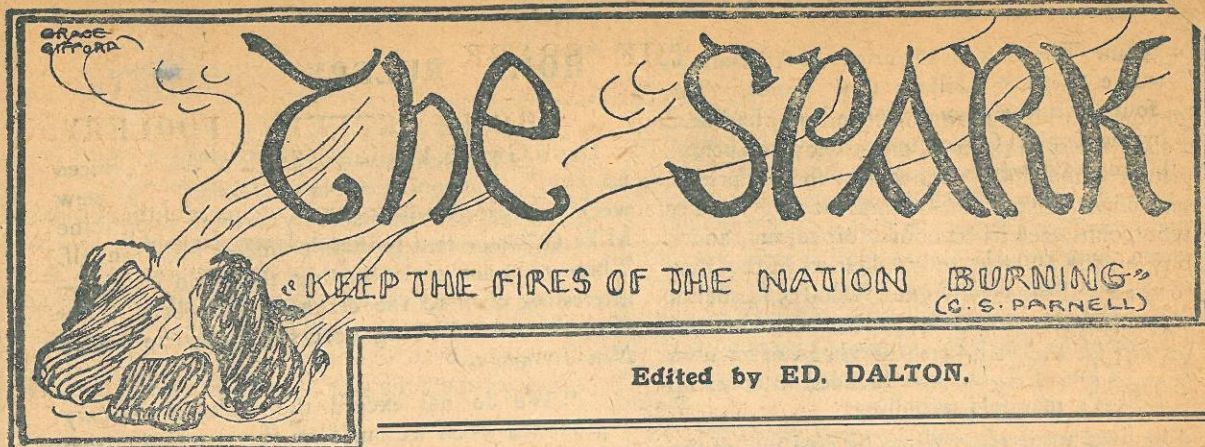 GRACE
GIFFORD
The SPARK
"KEEP THE FIRES OF THE NATION BURNING"
(C. S. PARNELL)
Edited by ED. DALTON.